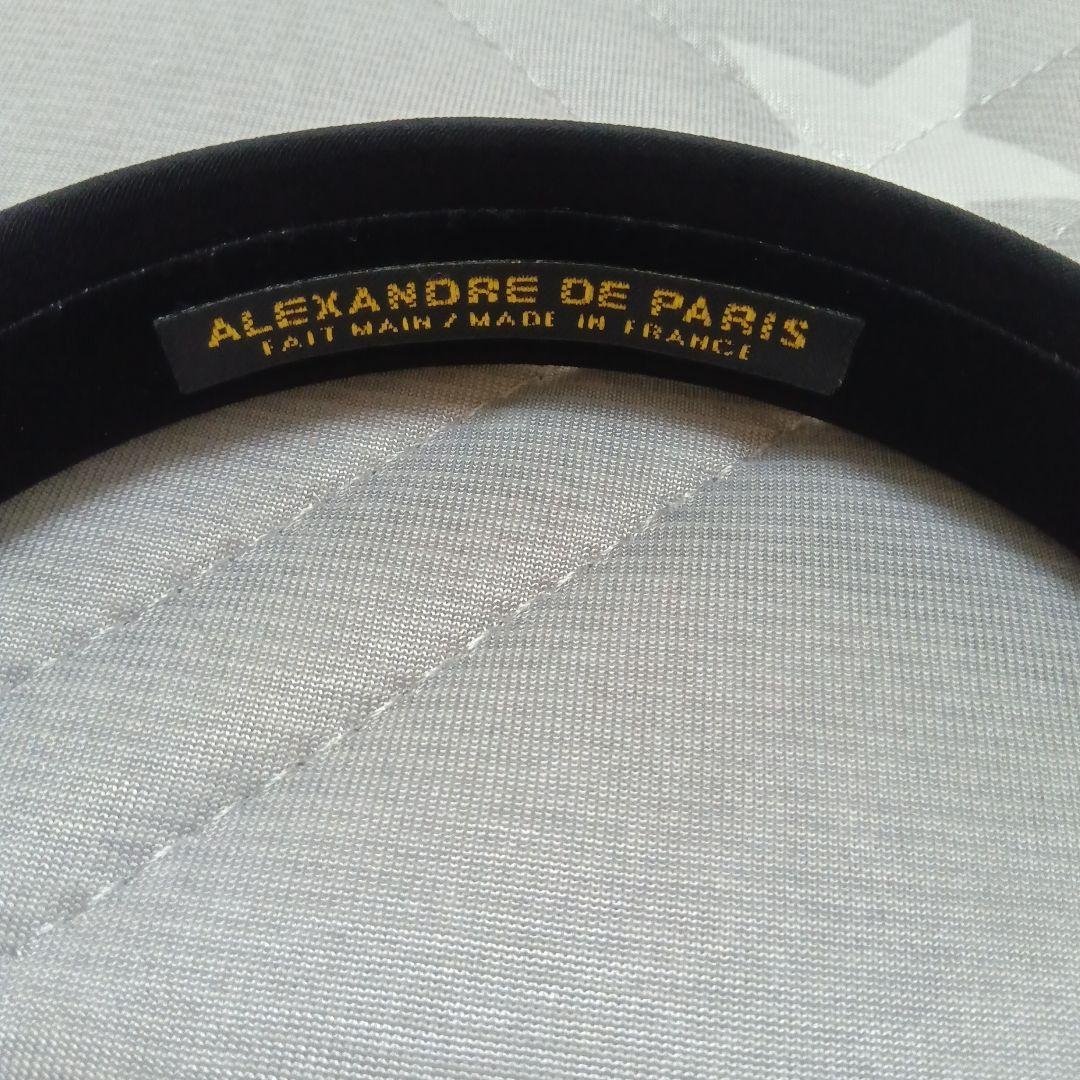 ALEXANDRE DE PARIS
FAIT MAIN / MADE IN FRANCE